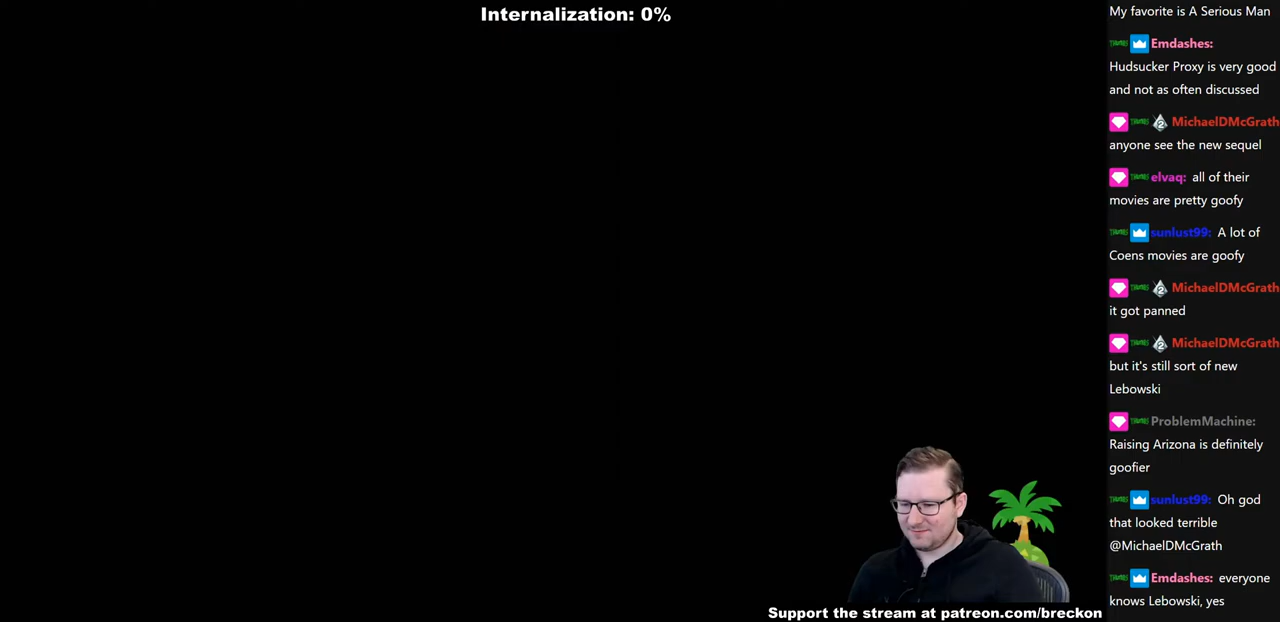 Internalization: 0%
My favorite is A Serious Man
Emdashes:
Hudsucker Proxy is very good
and not as often discussed
MichaelDMcGrath
anyone see the new sequel
elvaq: all of their
movies are pretty goofy
sunlust99: A lot of
Coens movies are goofy
MichaelDMcGrath
it got panned
MichaelDMcGrath
but it's still sort of new
Lebowski
ProblemMachine:
Raising Arizona is definitely
goofier
sunlust99: Oh god
that looked terrible
@MichaelDMcGrath
Emdashes: everyone
knows Lebowski, yes
Support the stream at patreon.com/breckon